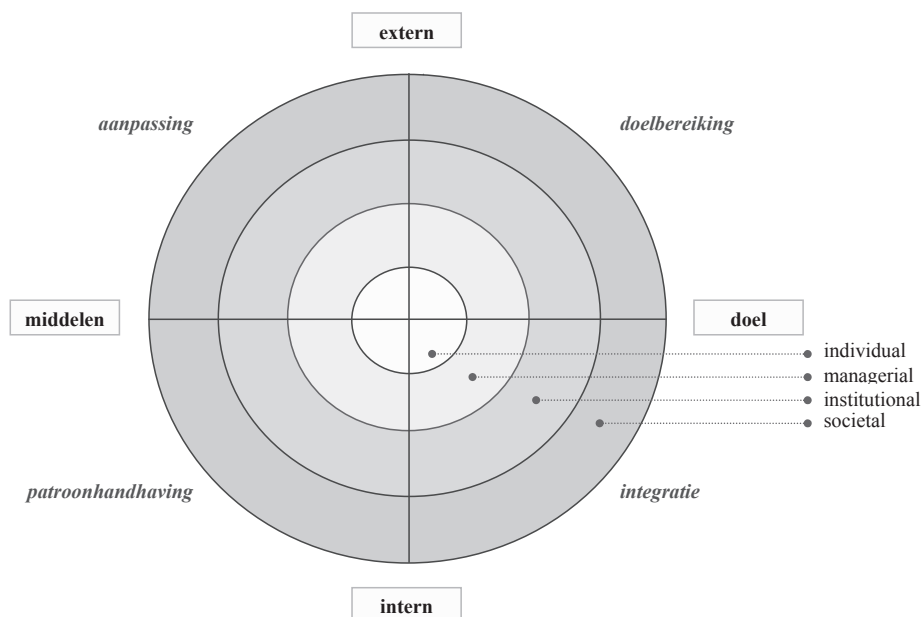 extern
aanpassing
doelbereiking
middelen
doel
individual
managerial
institutional
societal
patroonhandhaving
integratie
intern